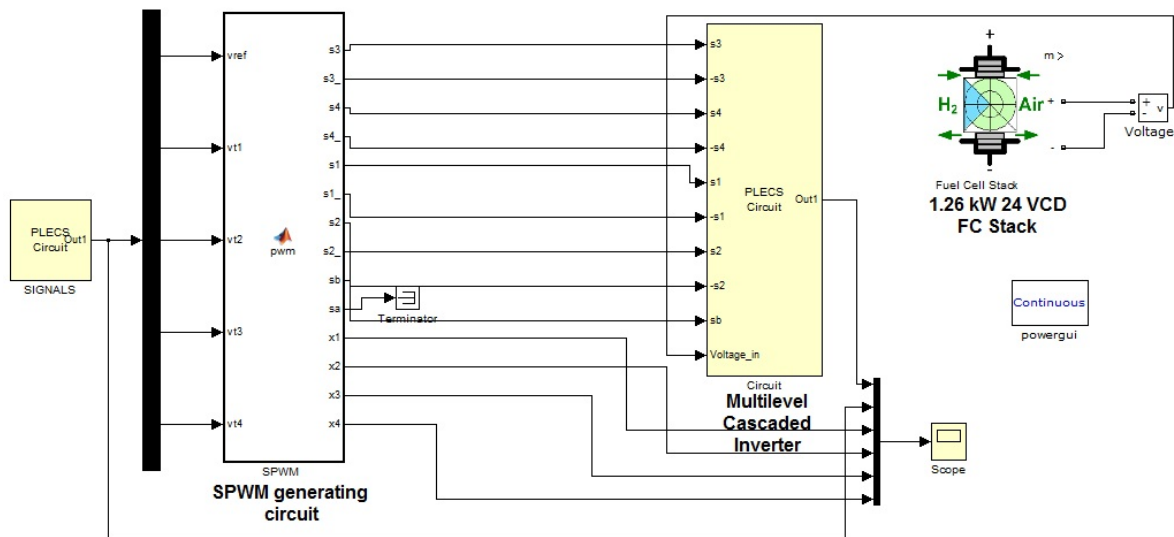 PLECS
Circuit
Out1
SIGNALS
vref
vt1
vt2
vt3
vt4
pwm
s3
s3_
s4
s4_
s1
s1_
s2
s2_
sb
sa
x1
x2
x3
x4
SPWM
SPWM generating
circuit
Terminator
s3
-s3
s4
-s4
s1
-s1
s2
-s2
sb
Voltage_in
PLECS
Circuit
Out1
Circuit
Multilevel
Cascaded
Inverter
+
m >
H2
Air
+
-
-
+
-
v
Voltage
Fuel Cell Stack
1.26 kW 24 VCD
FC Stack
Continuous
powergui
Scope